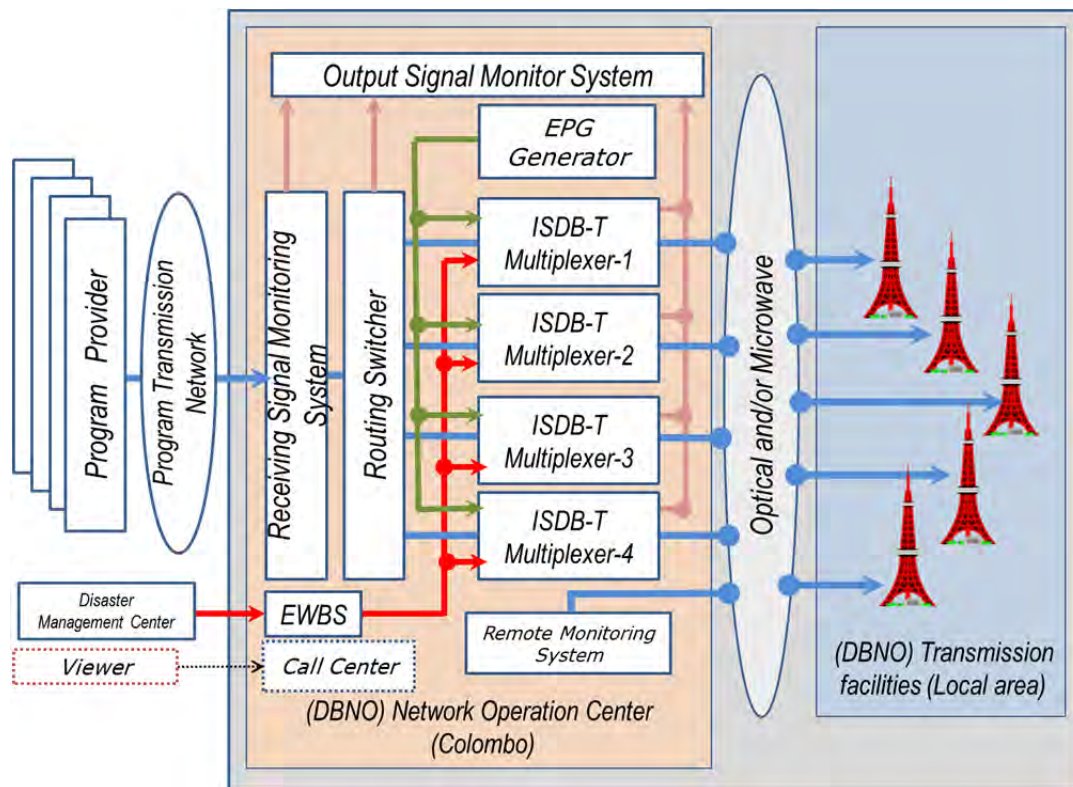 Output Signal Monitor System
EPG
Generator
Program Provider
Program Transmission
Network
Receiving Signal Monitoring
System
Routing Switcher
ISDB-T
Multiplexer-1
ISDB-T
Multiplexer-2
ISDB-T
Multiplexer-3
ISDB-T
Multiplexer-4
Optical and/or Microwave
Disaster
Management Center
EWBS
Remote Monitoring
System
Viewer
Call Center
(DBNO) Network Operation Center
(Colombo)
(DBNO) Transmission
facilities (Local area)